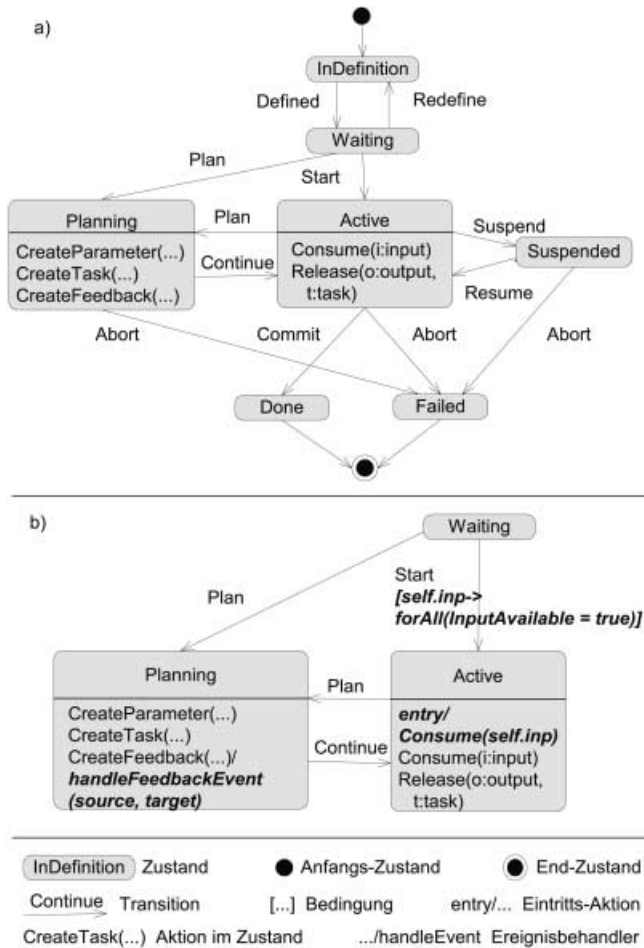 a)
InDefinition
Defined
Redefine
Waiting
Plan
Start
Planning
CreateParameter(...)
CreateTask(...)
CreateFeedback(...)
Plan
Continue
Active
Consume(i:input)
Release(o:output,
t:task)
Suspend
Suspended
Resume
Abort
Commit
Abort
Abort
Done
Failed
b)
Waiting
Plan
Start
[self.inp->
forAll(InputAvailable = true)]
Planning
CreateParameter(...)
CreateTask(...)
CreateFeedback(...)/
handleFeedbackEvent
(source, target)
Plan
Continue
Active
entry/
Consume(self.inp)
Consume(i:input)
Release(o:output,
t:task)
InDefinition Zustand Anfangs-Zustand End-Zustand
Continue Transition [...] Bedingung entry/... Eintritts-Aktion
CreateTask(...) Aktion im Zustand .../handleEvent Ereignisbehandler